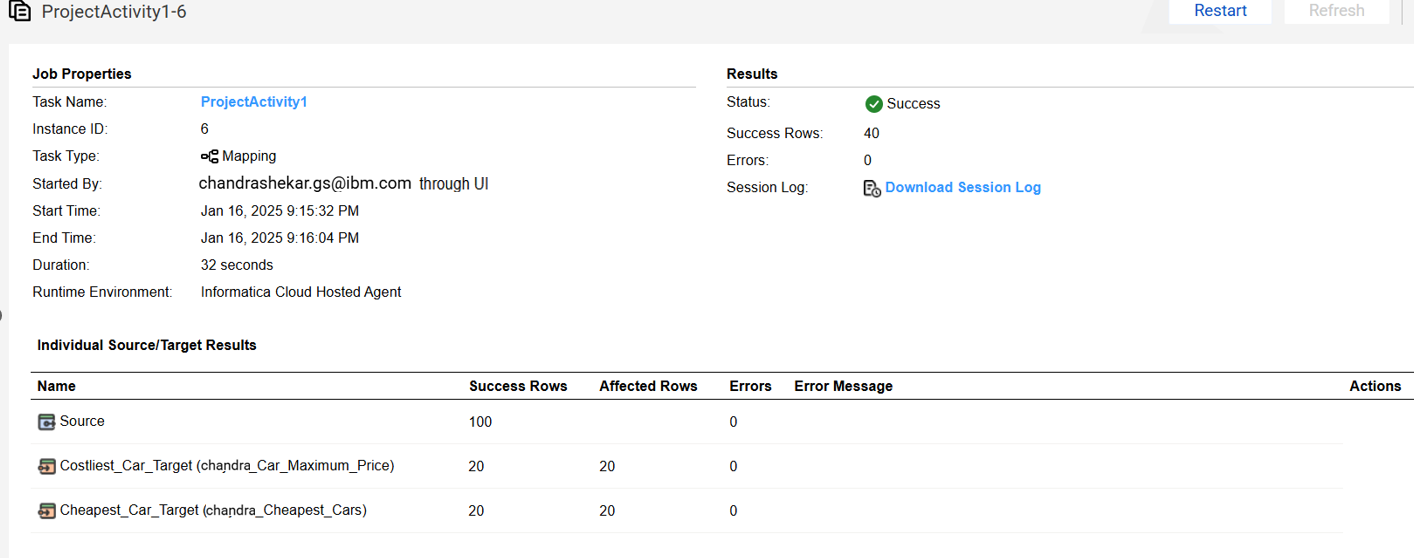 ProjectActivity1-6
Restart Refresh
Job Properties
Task Name: ProjectActivity1
Instance ID: 6
Task Type: Mapping
Started By: chandrashekar.gs@ibm.com through UI
Start Time: Jan 16, 2025 9:15:32 PM
End Time: Jan 16, 2025 9:16:04 PM
Duration: 32 seconds
Runtime Environment: Informatica Cloud Hosted Agent
Results
Status: Success
Success Rows: 40
Errors: 0
Session Log: Download Session Log
Individual Source/Target Results
Name Success Rows Affected Rows Errors Error Message Actions
Source 100 0
Costliest_Car_Target (chandra_Car_Maximum_Price) 20 20 0
Cheapest_Car_Target (chandra_Cheapest_Cars) 20 20 0